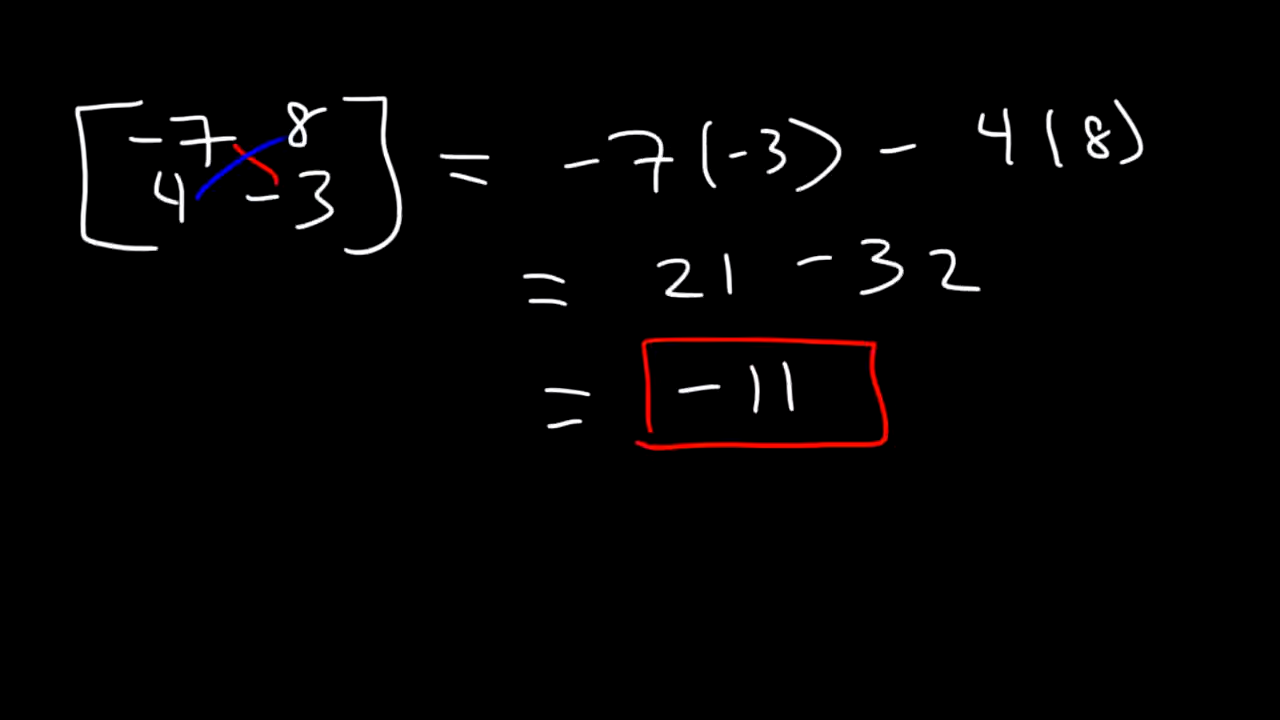 [-7 8
4 -3] = -7(-3) - 4(8)
= 21 - 32
= -11